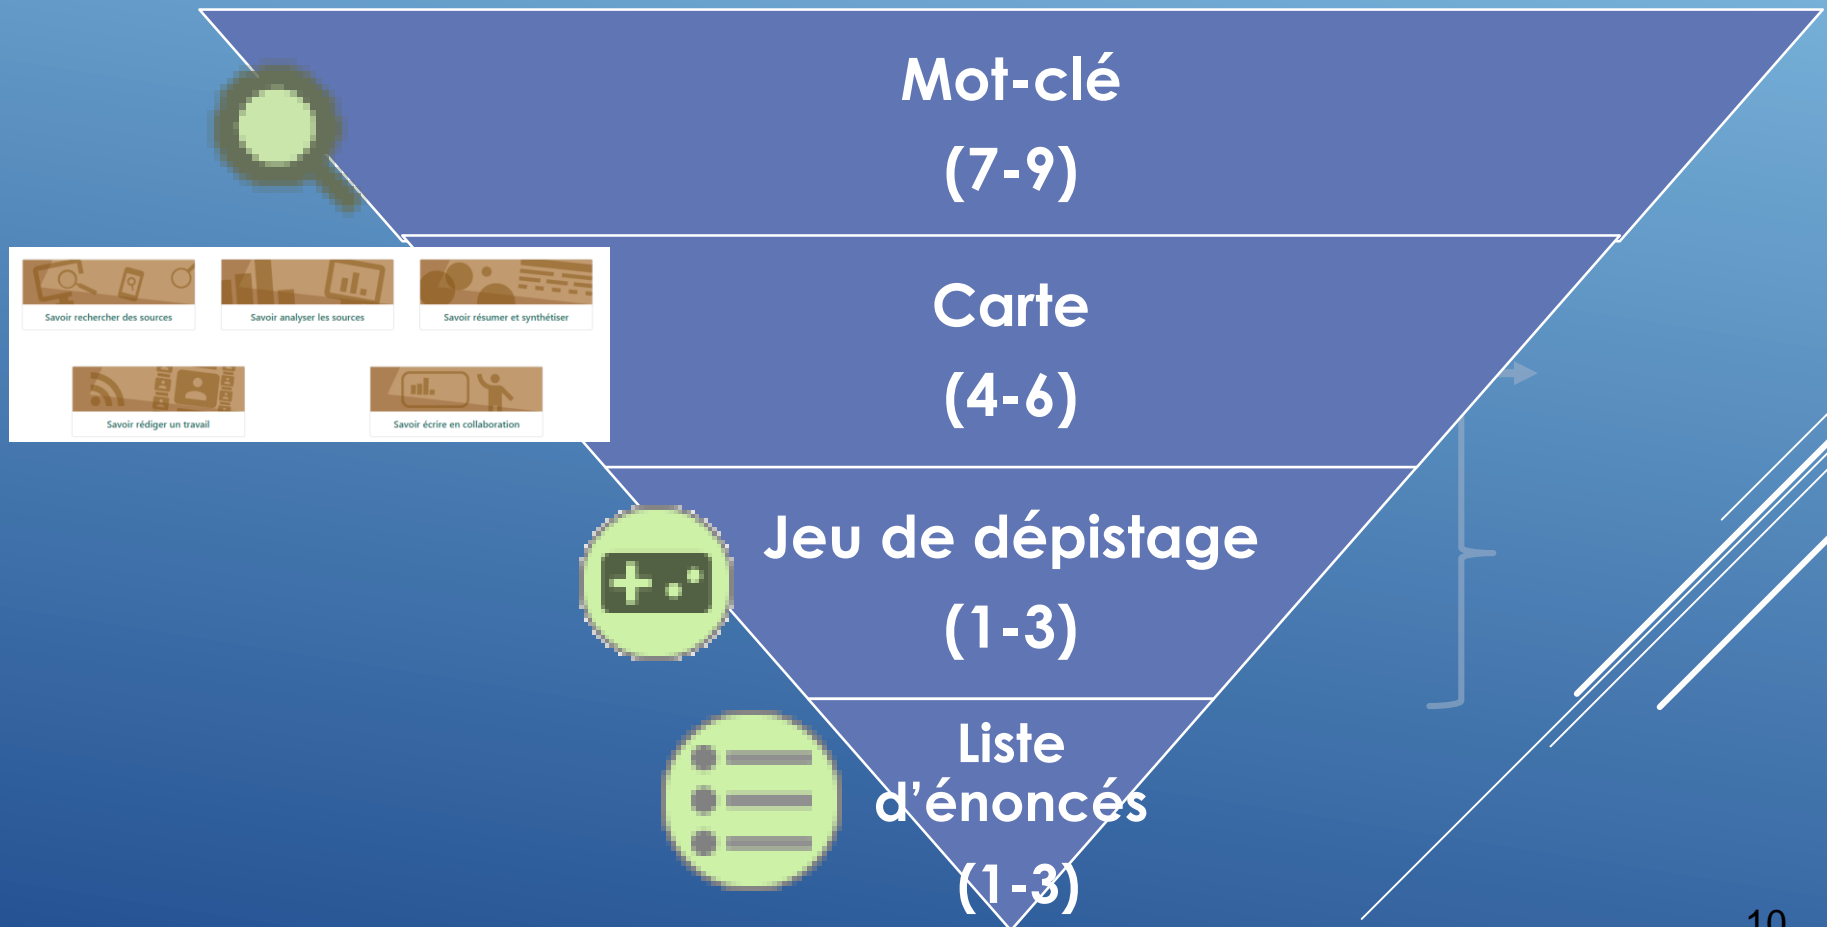 Mot-clé
(7-9)
Carte
(4-6)
Jeu de dépistage
(1-3)
Liste
d’énoncés
(1-3)
Savoir rechercher des sources
Savoir analyser les sources
Savoir résumer et synthétiser
Savoir rédiger un travail
Savoir écrire en collaboration
10